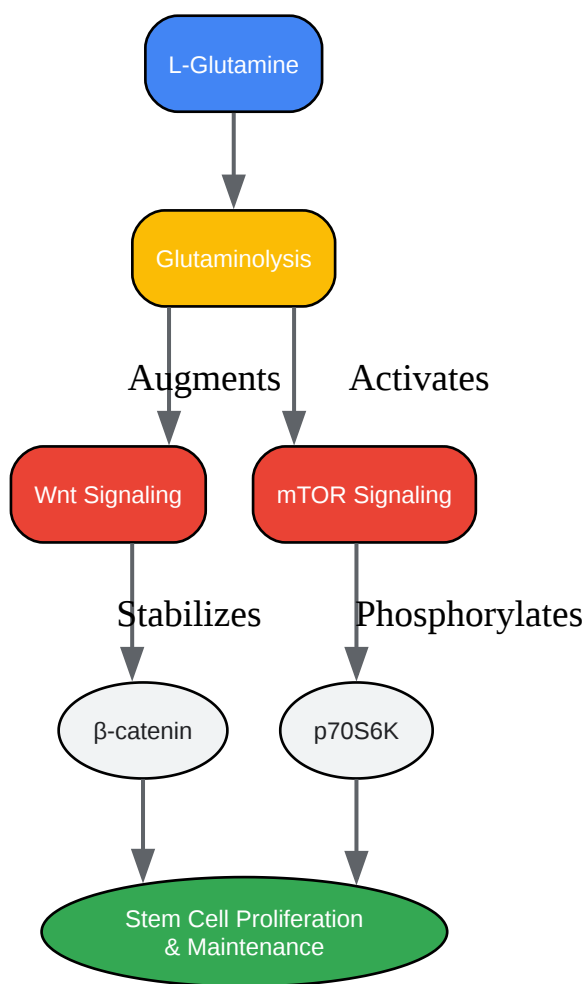 L-Glutamine
Glutaminolysis
Augments
Activates
Wnt Signaling
mTOR Signaling
Stabilizes
Phosphorylates
β-catenin
p70S6K
Stem Cell Proliferation
& Maintenance